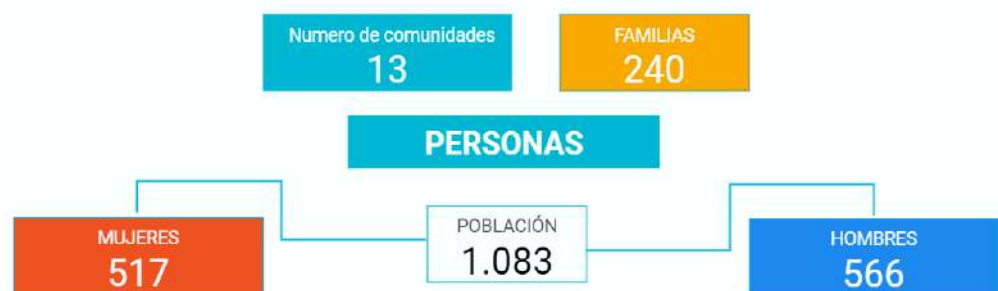 Numero de comunidades
13
FAMILIAS
240
PERSONAS
MUJERES
517
POBLACIÓN
1.083
HOMBRES
566